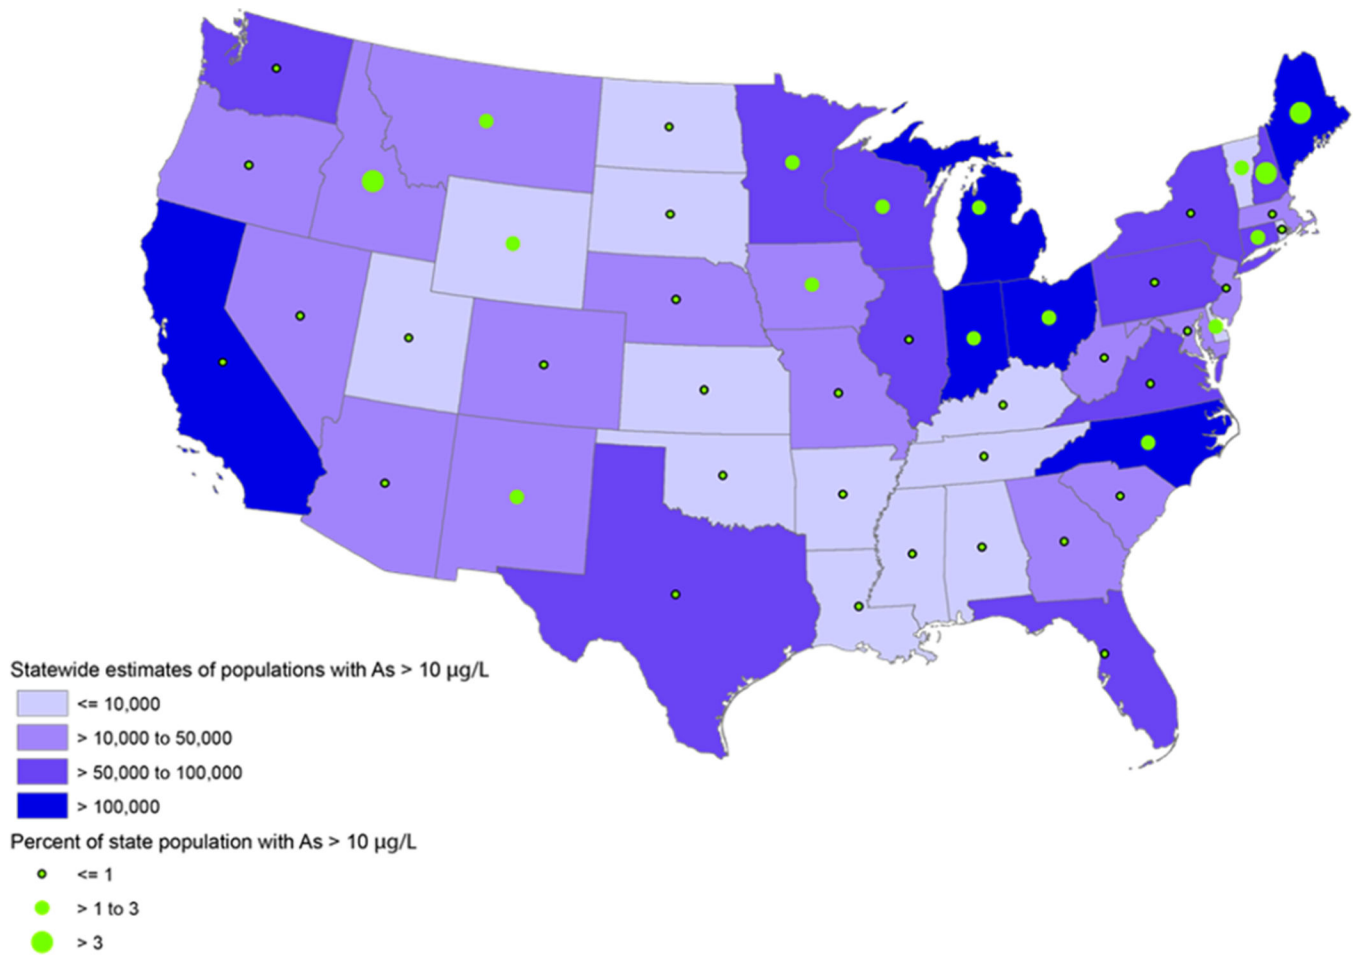 Statewide estimates of populations with As > 10 µg/L
<= 10,000
> 10,000 to 50,000
> 50,000 to 100,000
> 100,000
Percent of state population with As > 10 µg/L
<= 1
> 1 to 3
> 3